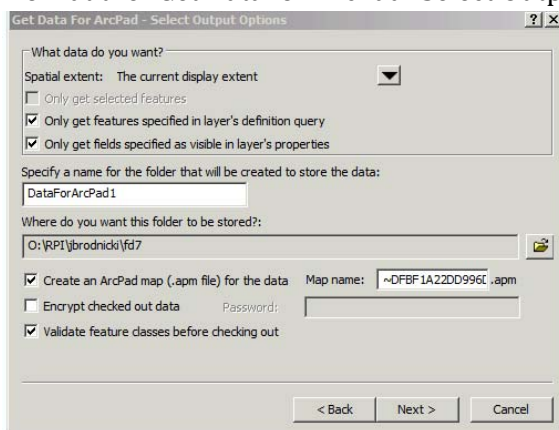 Get Data For ArcPad - Select Output Options
What data do you want?
Spatial extent: The current display extent
Only get selected features
Only get features specified in layer's definition query
Only get fields specified as visible in layer's properties
Specify a name for the folder that will be created to store the data:
DataForArcPad1
Where do you want this folder to be stored?:
O:\RPI\jbrodnicki\fd7
Create an ArcPad map (.apm file) for the data Map name: ~DFBF1A22DD996D .apm
Encrypt checked out data Password:
Validate feature classes before checking out
< Back Next > Cancel